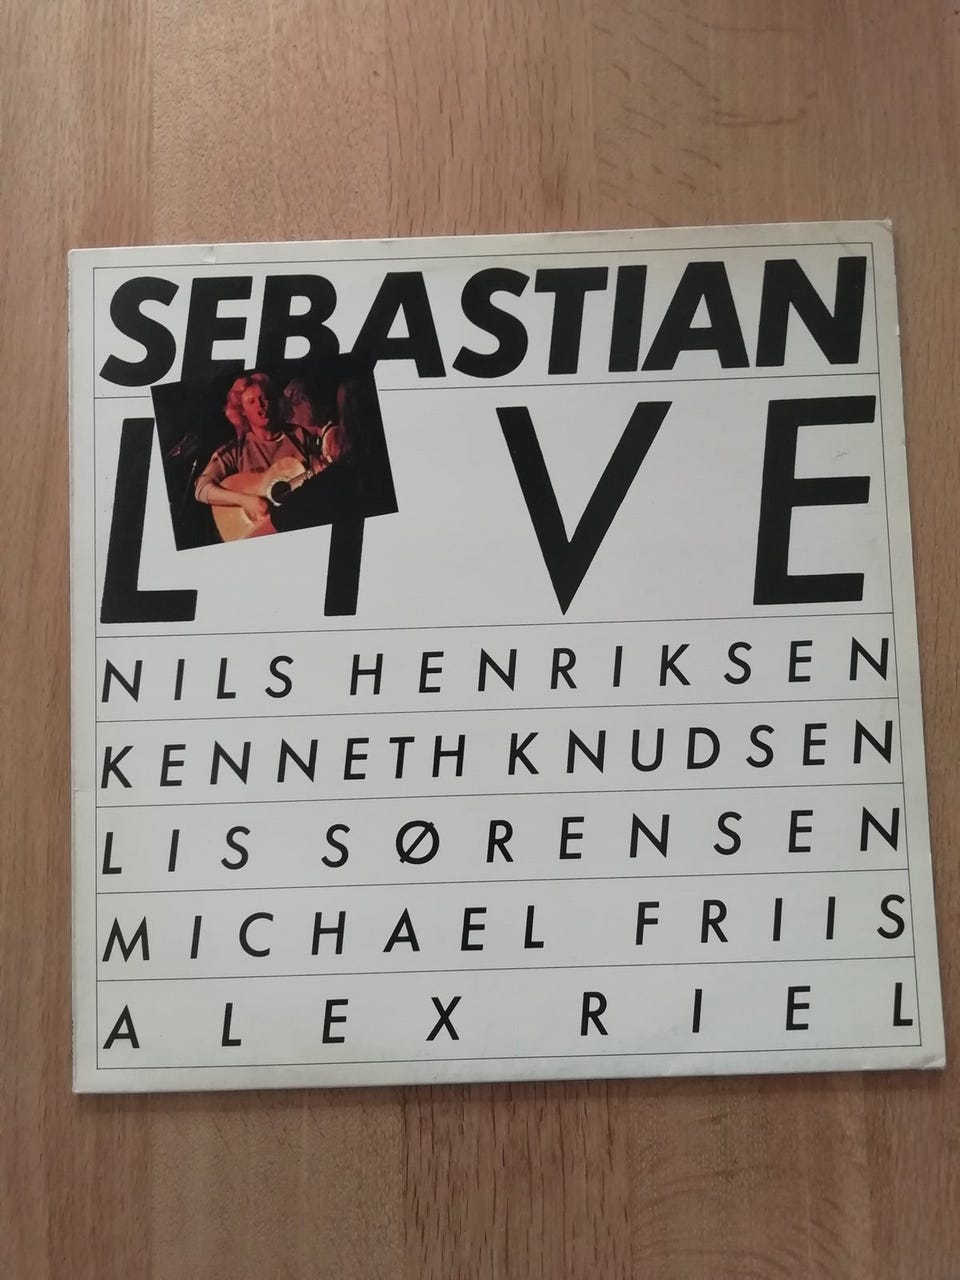 SEBASTIAN
LIVE
NILS HENRIKSEN
KENNETH KNUDSEN
LIS SØRENSEN
MICHAEL FRIIS
ALEX RIEL